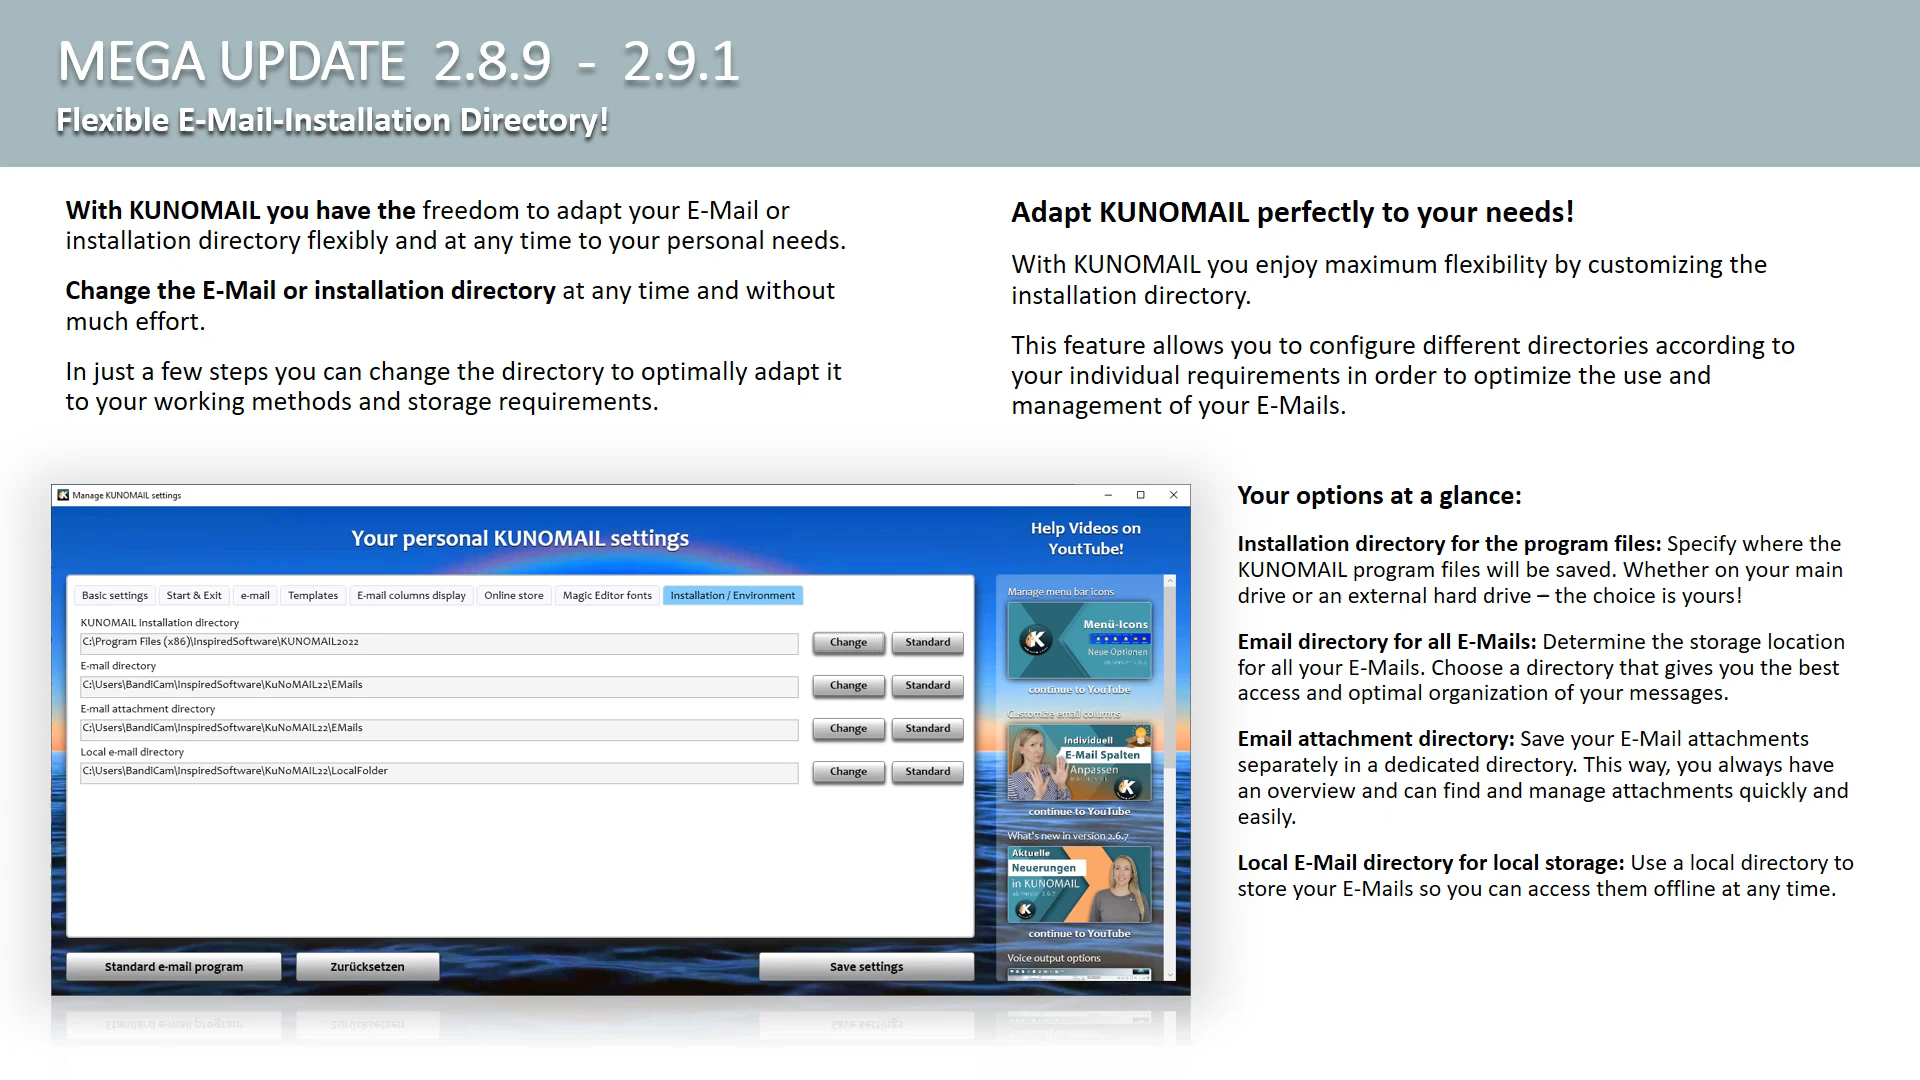 MEGA UPDATE 2.8.9 - 2.9.1
Flexible E-Mail-Installation Directory!
With KUNOMAIL you have the freedom to adapt your E-Mail or
installation directory flexibly and at any time to your personal needs.
Change the E-Mail or installation directory at any time and without
much effort.
In just a few steps you can change the directory to optimally adapt it
to your working methods and storage requirements.
Adapt KUNOMAIL perfectly to your needs!
With KUNOMAIL you enjoy maximum flexibility by customizing the
installation directory.
This feature allows you to configure different directories according to
your individual requirements in order to optimize the use and
management of your E-Mails.
Manage KUNOMAIL settings
Your personal KUNOMAIL settings
Basic settings Start & Exit e-mail Templates E-mail columns display Online store Magic Editor fonts Installation / Environment
KUNOMAIL installation directory
C:\Program Files (x86)\InspiredSoftware\KUNOMAIL2022 Change Standard
E-mail directory
C:\Users\BandiCam\InspiredSoftware\KuNoMAIL22\EMails Change Standard
E-mail attachment directory
C:\Users\BandiCam\InspiredSoftware\KuNoMAIL22\EMails Change Standard
Local e-mail directory
C:\Users\BandiCam\InspiredSoftware\KuNoMAIL22\LocalFolder Change Standard
Standard e-mail program Zurücksetzen Save settings
Help Videos on
YoutTube!
Manage menu bar icons
Menü-Icons
Neue Optionen
continue to YouTube
Customize email columns
Individuell
E-Mail Spalten
Anpassen
continue to YouTube
What's new in version 2.6.7
Aktuelle
Neuerungen
in KUNOMAIL
continue to YouTube
Voice output options
Your options at a glance:
Installation directory for the program files: Specify where the
KUNOMAIL program files will be saved. Whether on your main
drive or an external hard drive – the choice is yours!
Email directory for all E-Mails: Determine the storage location
for all your E-Mails. Choose a directory that gives you the best
access and optimal organization of your messages.
Email attachment directory: Save your E-Mail attachments
separately in a dedicated directory. This way, you always have
an overview and can find and manage attachments quickly and
easily.
Local E-Mail directory for local storage: Use a local directory to
store your E-Mails so you can access them offline at any time.